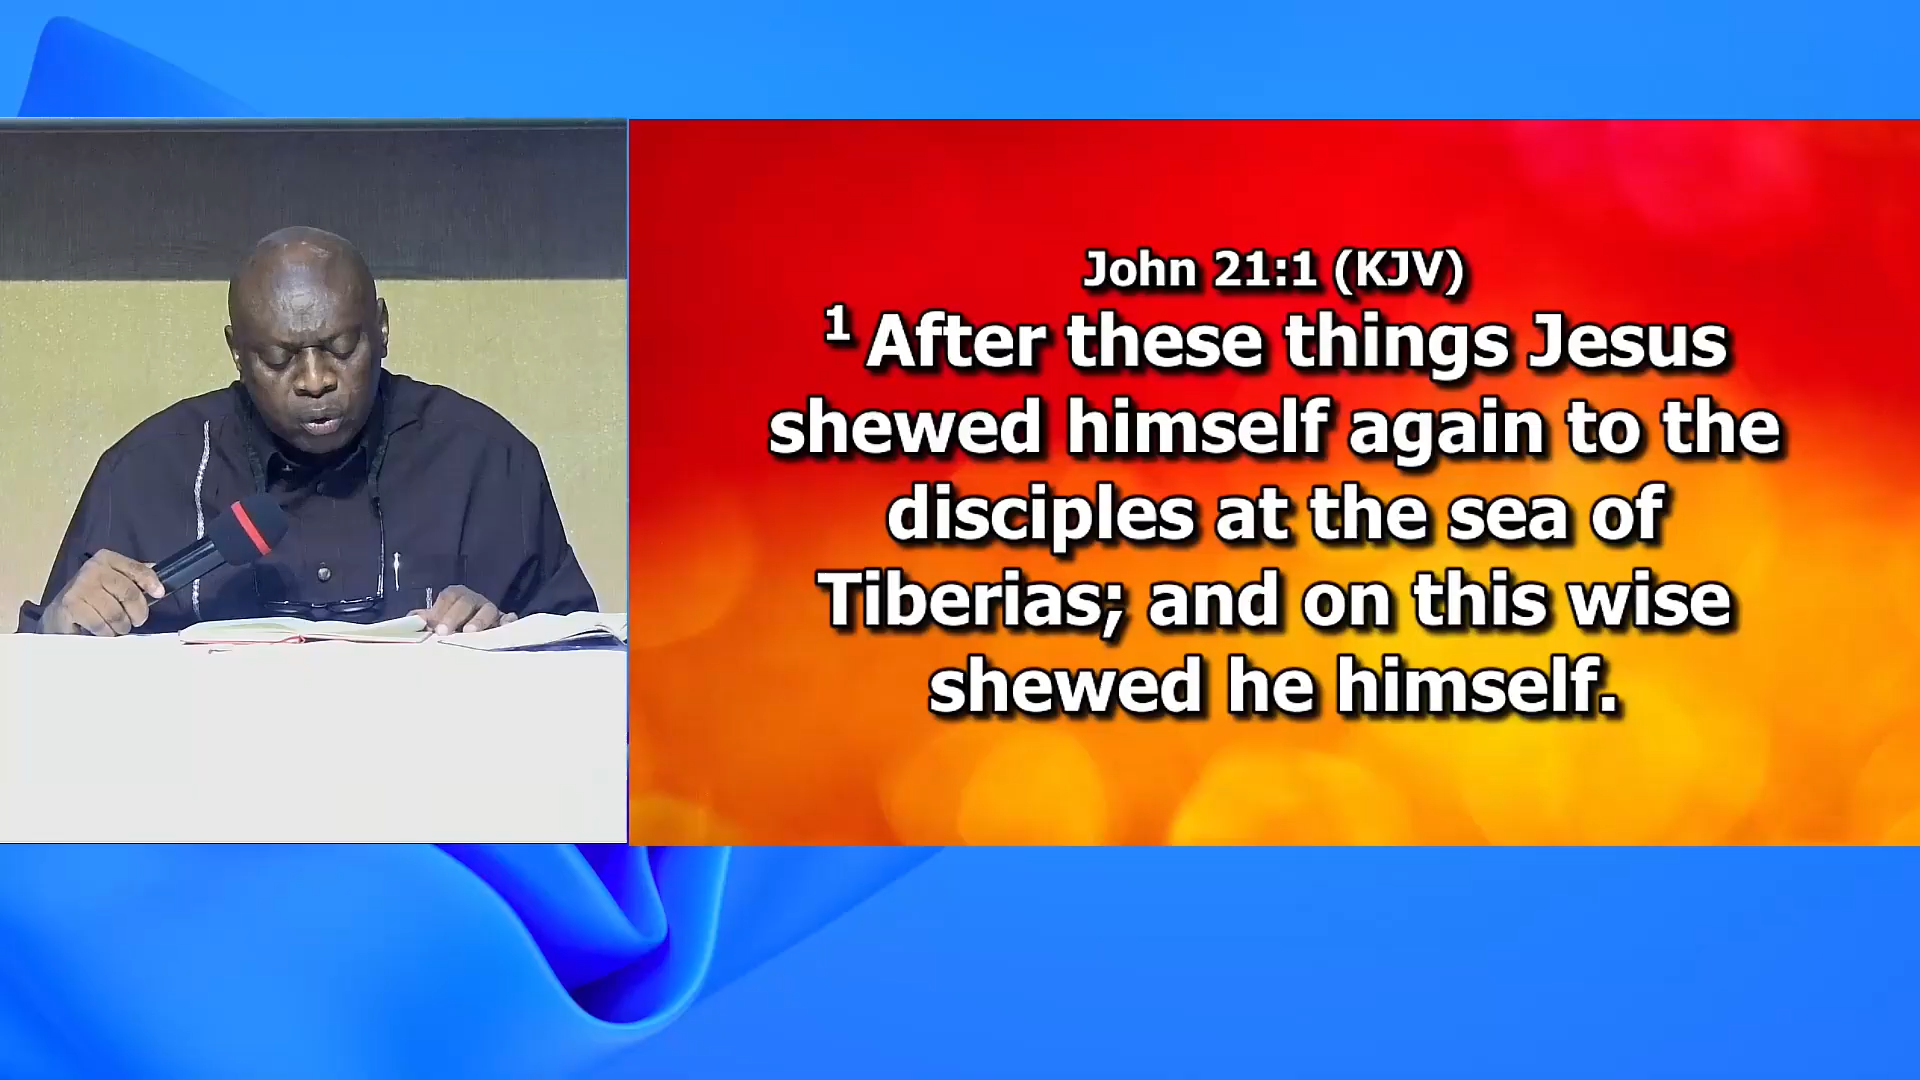 John 21:1 (KJV)
1 After these things Jesus
shewed himself again to the
disciples at the sea of
Tiberias; and on this wise
shewed he himself.